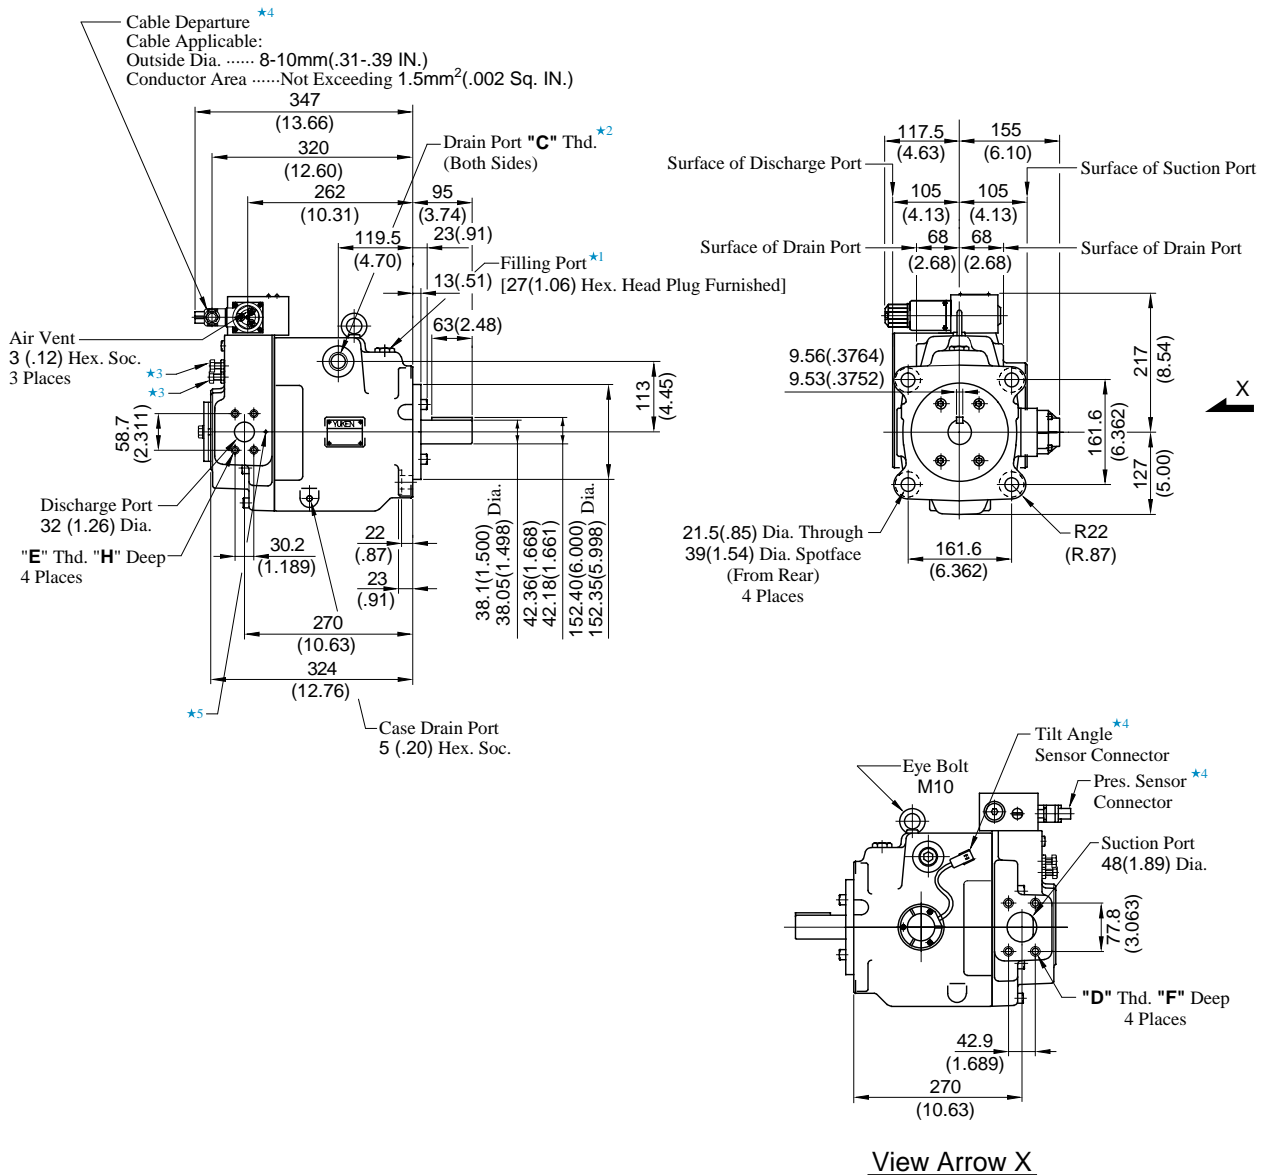 Cable Departure ★4
Cable Applicable:
Outside Dia. ······ 8-10mm(.31-.39 IN.)
Conductor Area ······Not Exceeding 1.5mm²(.002 Sq. IN.)
347
(13.66)
320
(12.60)
262
(10.31)
119.5
(4.70)
Drain Port "C" Thd.★2
(Both Sides)
95
(3.74)
23(.91)
13(.51)
63(2.48)
Filling Port★1
[27(1.06) Hex. Head Plug Furnished]
Air Vent
3 (.12) Hex. Soc.
3 Places
★3
★3
58.7
(2.311)
YUKEN
113
(4.45)
Discharge Port
32 (1.26) Dia.
"E" Thd. "H" Deep
4 Places
30.2
(1.189)
22
(.87)
23
(.91)
270
(10.63)
324
(12.76)
38.1(1.500) Dia.
38.05(1.498)
42.36(1.668)
42.18(1.661)
152.40(6.000) Dia.
152.35(5.998)
★5
Case Drain Port
5 (.20) Hex. Soc.
117.5
(4.63)
155
(6.10)
Surface of Discharge Port
Surface of Suction Port
105
(4.13)
105
(4.13)
Surface of Drain Port
68
(2.68)
68
(2.68)
Surface of Drain Port
9.56(.3764)
9.53(.3752)
217
(8.54)
161.6
(6.362)
127
(5.00)
X
21.5(.85) Dia. Through
39(1.54) Dia. Spotface
(From Rear)
4 Places
161.6
(6.362)
R22
(R.87)
Tilt Angle★4
Sensor Connector
Eye Bolt
M10
Pres. Sensor ★4
Connector
Suction Port
48(1.89) Dia.
77.8
(3.063)
"D" Thd. "F" Deep
4 Places
42.9
(1.689)
270
(10.63)
View Arrow X